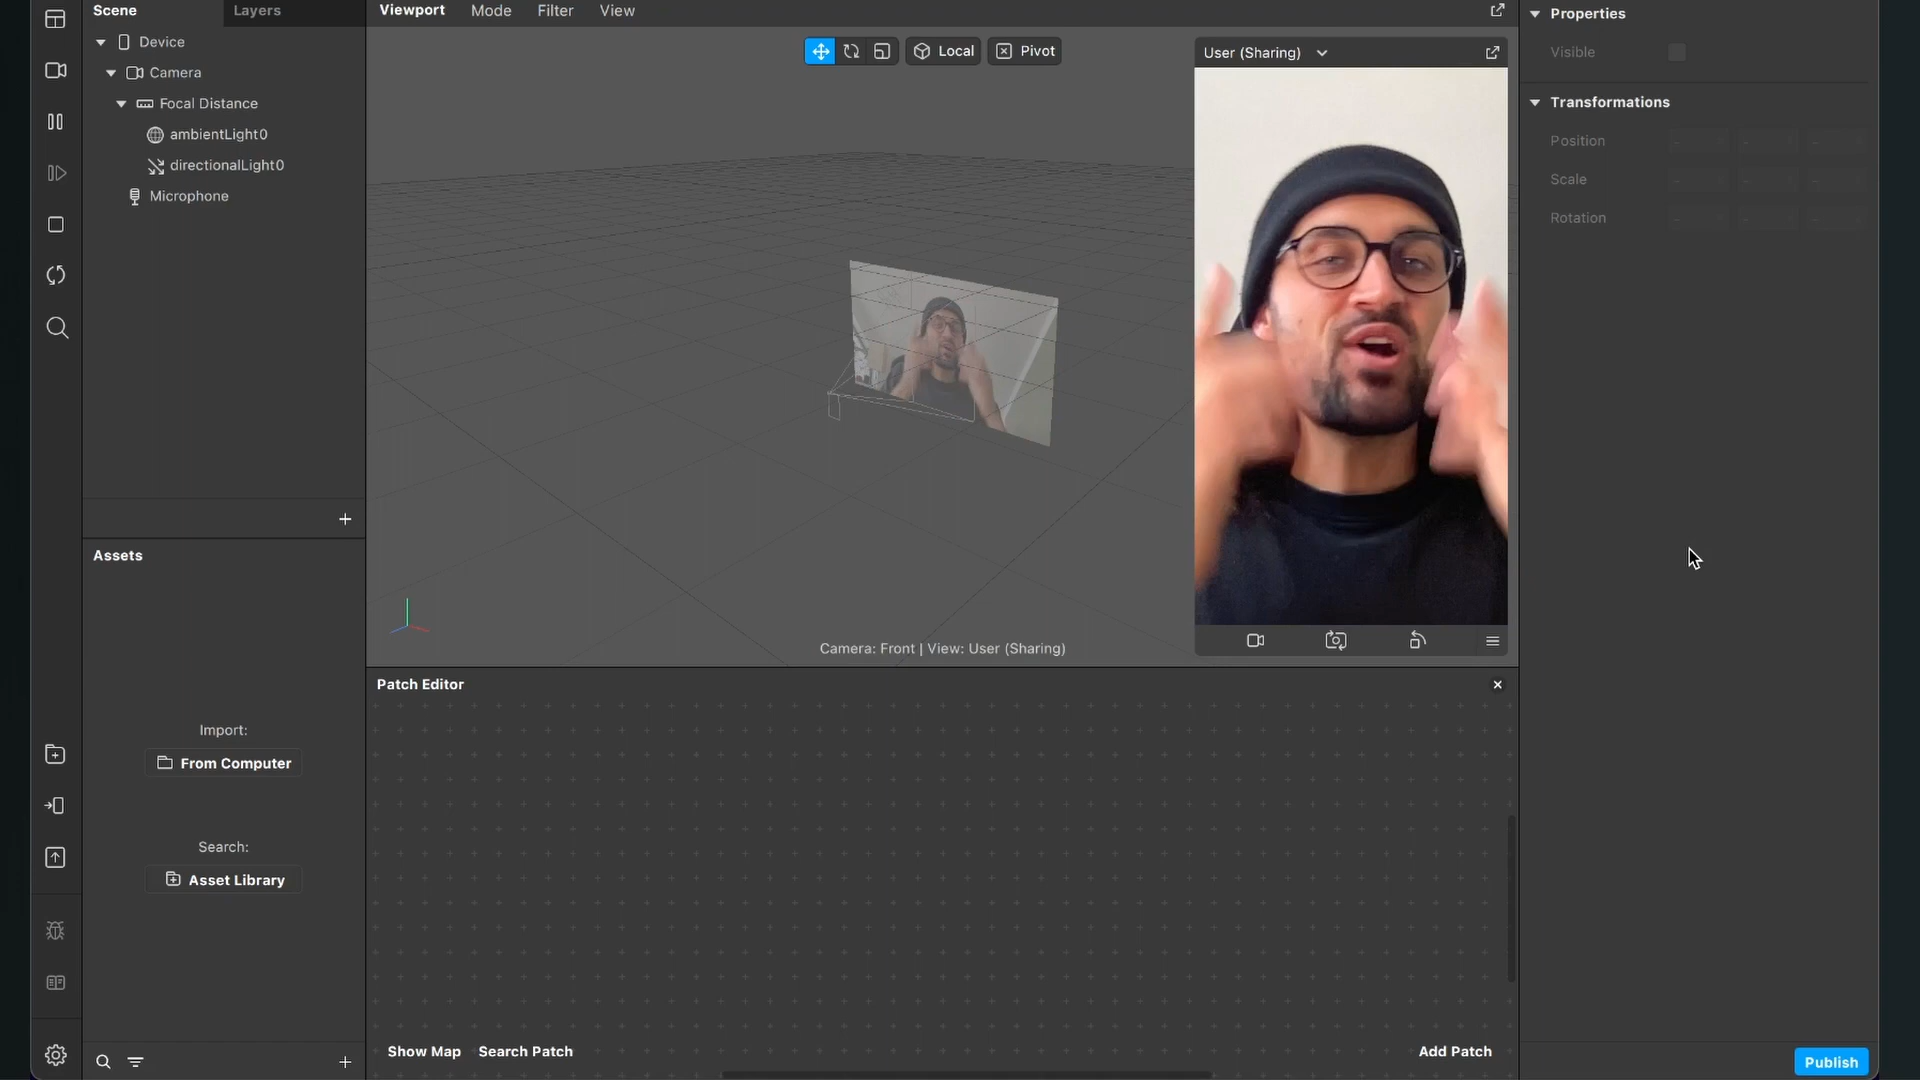 Scene
Layers
Device
Camera
Focal Distance
ambientLight0
directionalLight0
Microphone
Assets
Import:
From Computer
Search:
Asset Library
Viewport
Mode
Filter
View
Local
Pivot
User (Sharing)
Camera: Front | View: User (Sharing)
Patch Editor
Show Map
Search Patch
Add Patch
Properties
Visible
Transformations
Position
Scale
Rotation
Publish